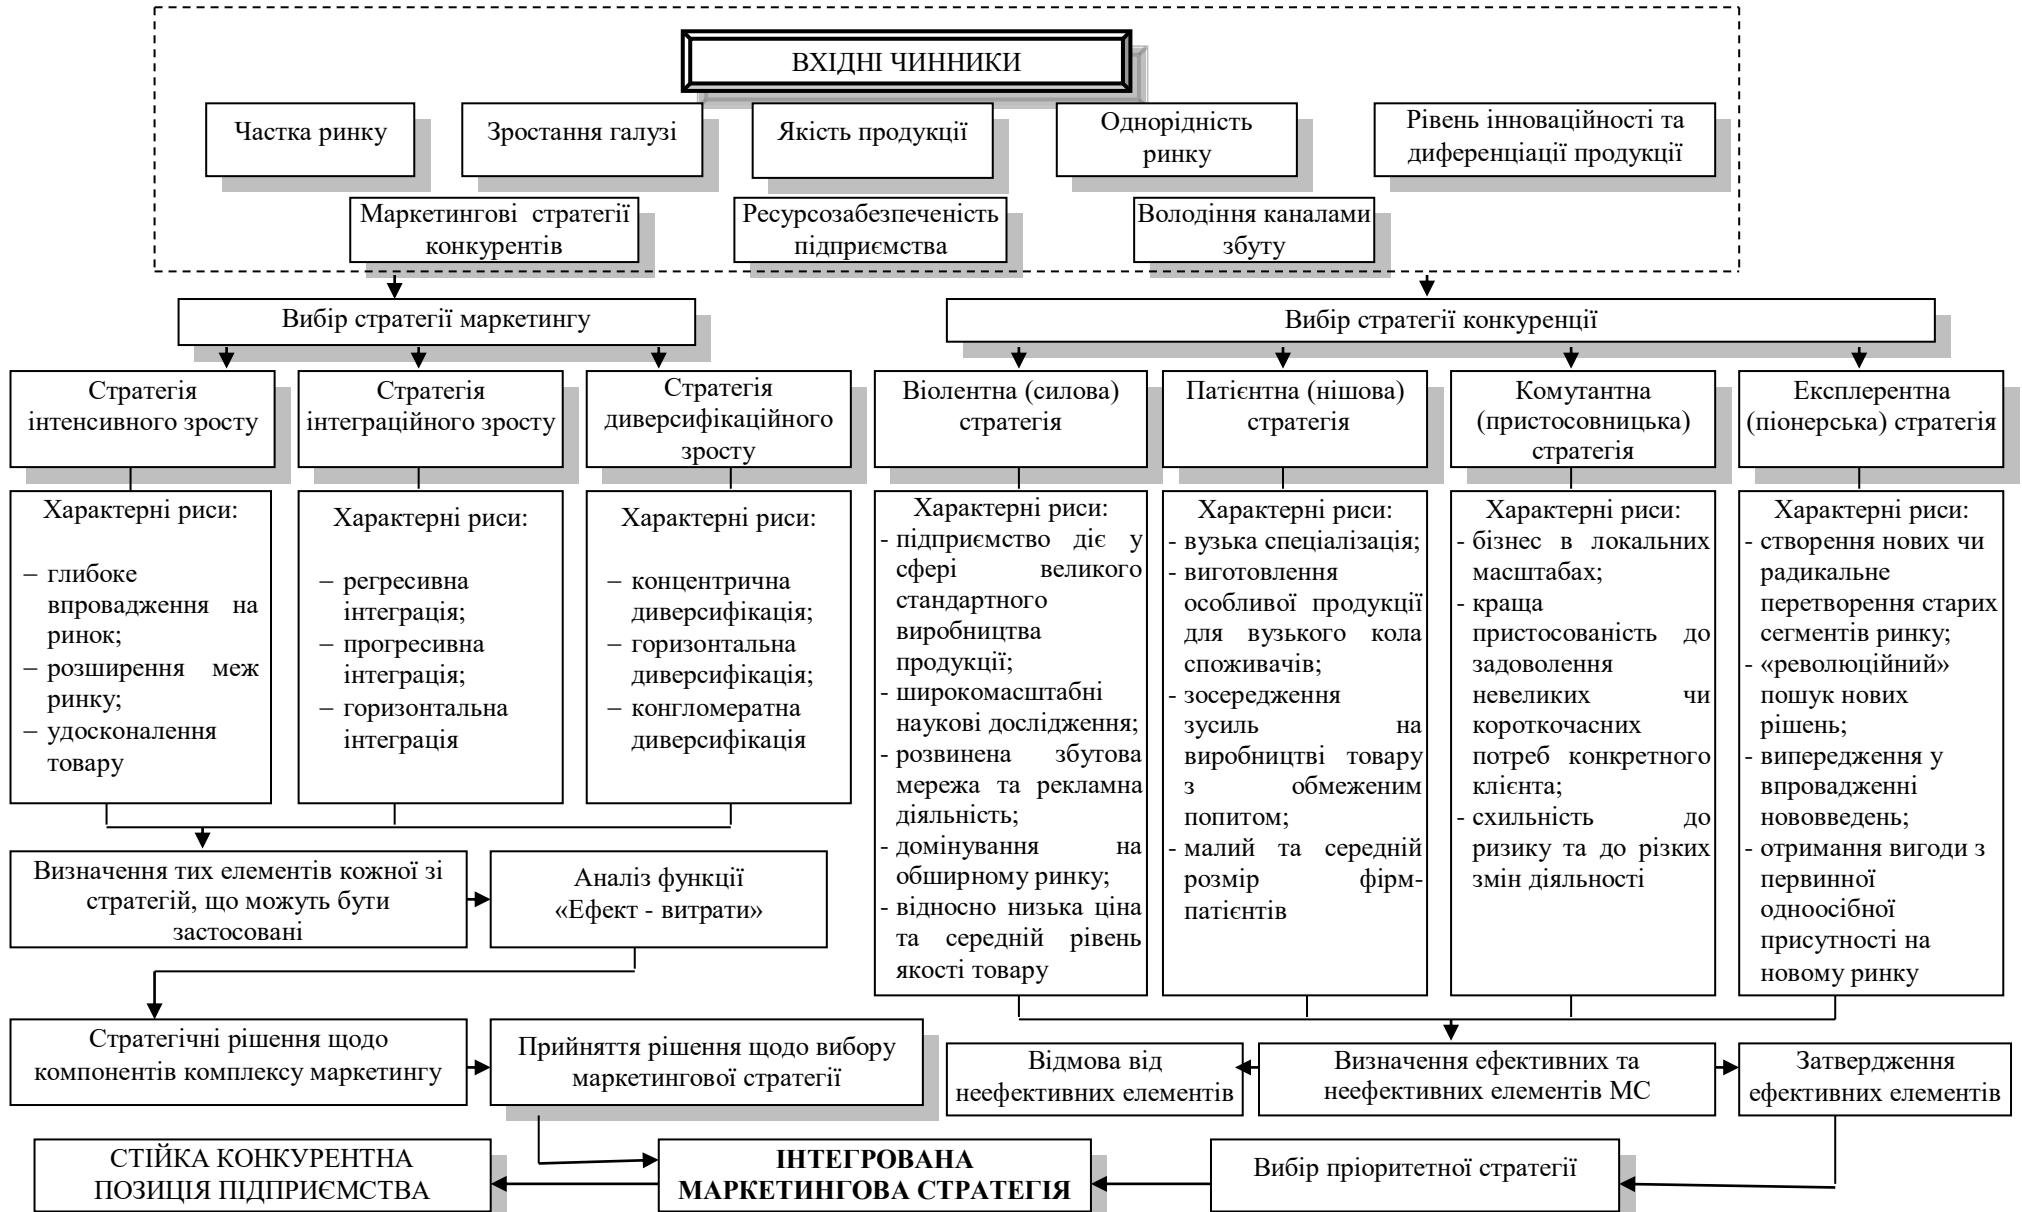 ВХІДНІ ЧИННИКИ
Частка ринку
Зростання галузі
Якість продукції
Однорідність
ринку
Рівень інноваційності та
диференціації продукції
Маркетингові стратегії
конкурентів
Ресурсозабезпеченість
підприємства
Володіння каналами
збуту
Вибір стратегії маркетингу
Вибір стратегії конкуренції
Стратегія
інтенсивного зросту
Стратегія
інтеграційного зросту
Стратегія
диверсифікаційного
зросту
Віолентна (силова)
стратегія
Патієнтна (нішова)
стратегія
Комутантна
(пристосовницька)
стратегія
Експлерентна
(піонерська) стратегія
Характерні риси:
– глибоке
впровадження на
ринок;
– розширення меж
ринку;
– удосконалення
товару
Характерні риси:
– регресивна
інтеграція;
– прогресивна
інтеграція;
– горизонтальна
інтеграція
Характерні риси:
– концентрична
диверсифікація;
– горизонтальна
диверсифікація;
– конгломератна
диверсифікація
Характерні риси:
- підприємство діє у
сфері великого
стандартного
виробництва
продукції;
- широкомасштабні
наукові дослідження;
- розвинена збутова
мережа та рекламна
діяльність;
- домінування на
обширному ринку;
- відносно низька ціна
та середній рівень
якості товару
Характерні риси:
- вузька спеціалізація;
- виготовлення
особливої продукції
для вузького кола
споживачів;
- зосередження
зусиль на
виробництві товару
з обмеженим
попитом;
- малий та середній
розмір фірм-
патієнтів
Характерні риси:
- бізнес в локальних
масштабах;
- краща
пристосованість до
задоволення
невеликих чи
короткочасних
потреб конкретного
клієнта;
- схильність до
ризику та до різких
змін діяльності
Характерні риси:
- створення нових чи
радикальне
перетворення старих
сегментів ринку;
- «революційний»
пошук нових
рішень;
- випередження у
впровадженні
нововведень;
- отримання вигоди з
первинної
одноосібної
присутності на
новому ринку
Визначення тих елементів кожної зі
стратегій, що можуть бути
застосовані
Аналіз функції
«Ефект - витрати»
Стратегічні рішення щодо
компонентів комплексу маркетингу
Прийняття рішення щодо вибору
маркетингової стратегії
Відмова від
неефективних елементів
Визначення ефективних та
неефективних елементів МС
Затвердження
ефективних елементів
СТІЙКА КОНКУРЕНТНА
ПОЗИЦІЯ ПІДПРИЄМСТВА
ІНТЕГРОВАНА
МАРКЕТИНГОВА СТРАТЕГІЯ
Вибір пріоритетної стратегії